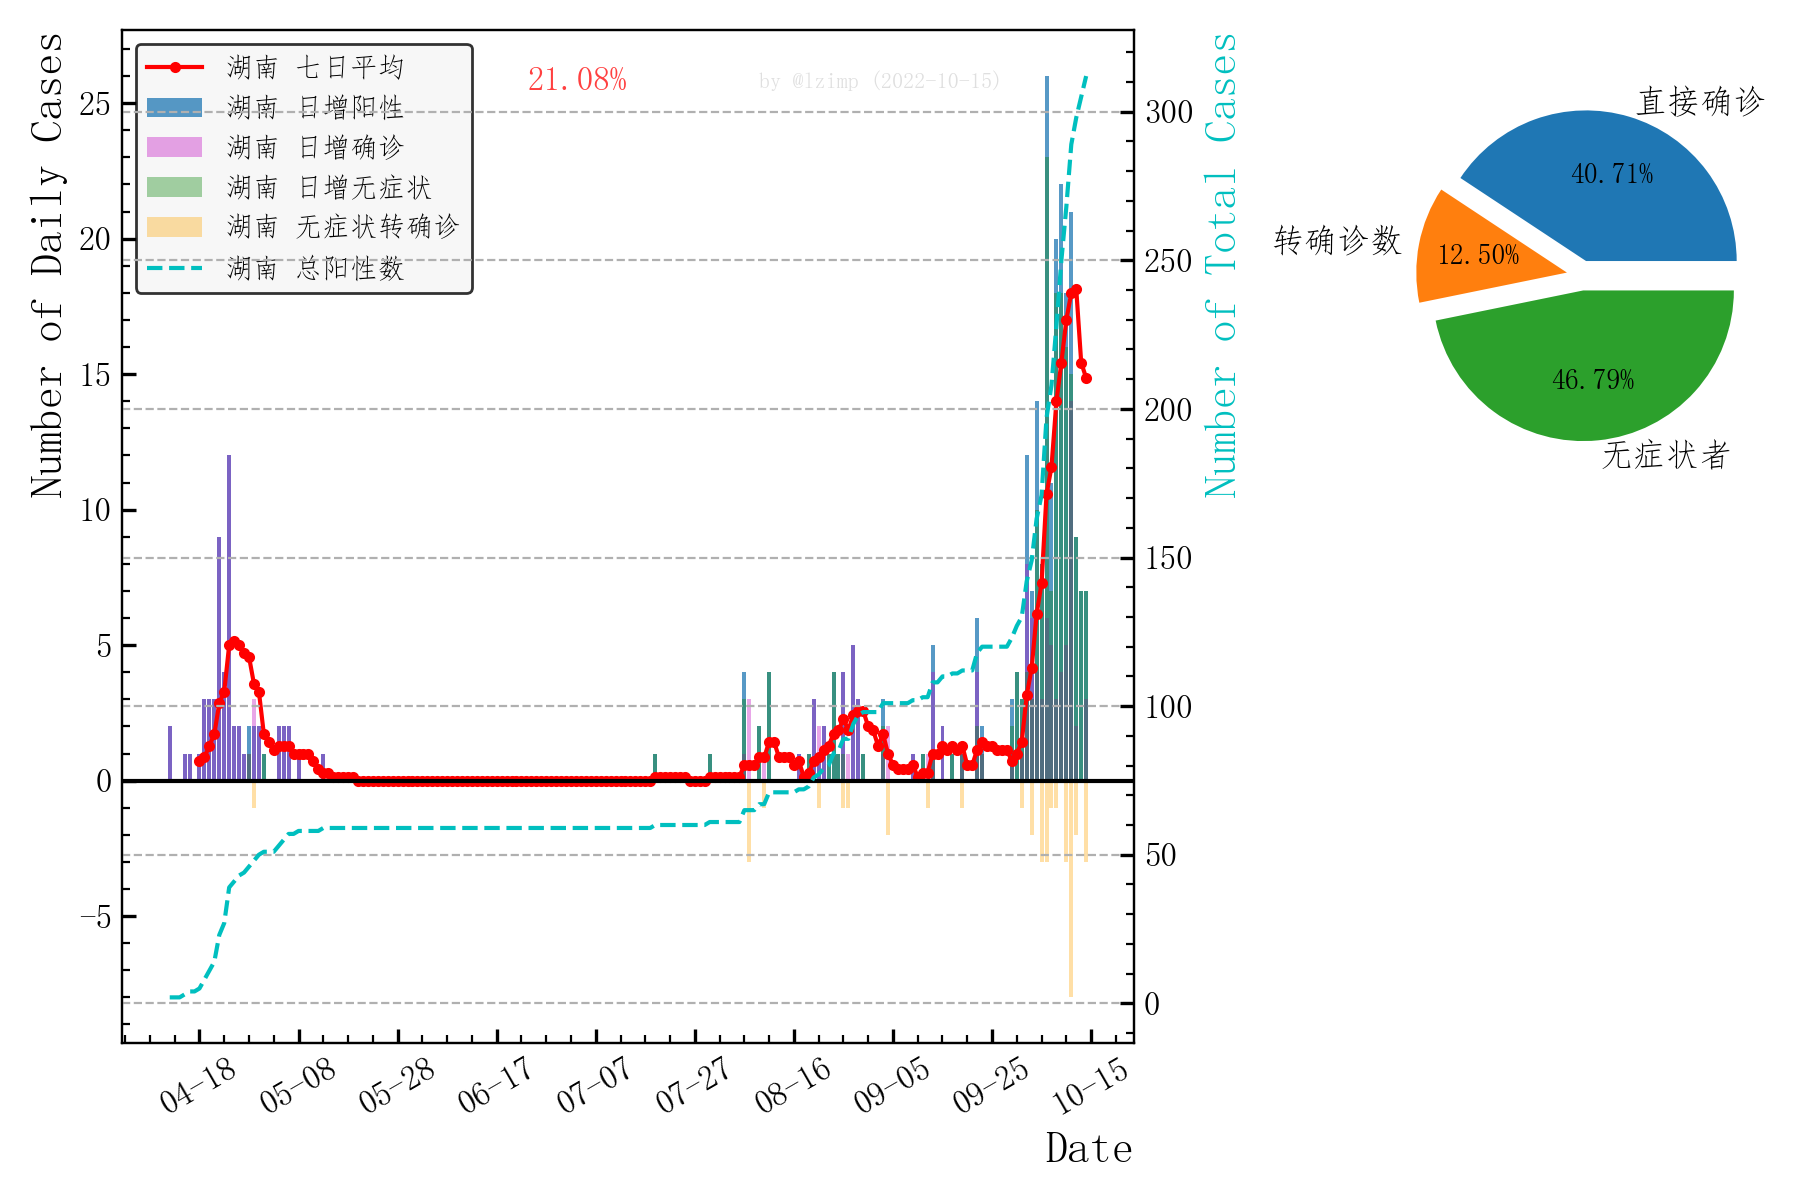 Number of Daily Cases
25
20
15
10
5
0
−5
湖南 七日平均
湖南 日增阳性
湖南 日增确诊
湖南 日增无症状
湖南 无症状转确诊
湖南 总阳性数
21.08%
by @lzimp (2022-10-15)
300
250
200
150
100
50
0
Number of Total Cases
04−18
05−08
05−28
06−17
07−07
07−27
08−16
09−05
09−25
10−15
Date
直接确诊
40.71%
转确诊数
12.50%
46.79%
无症状者